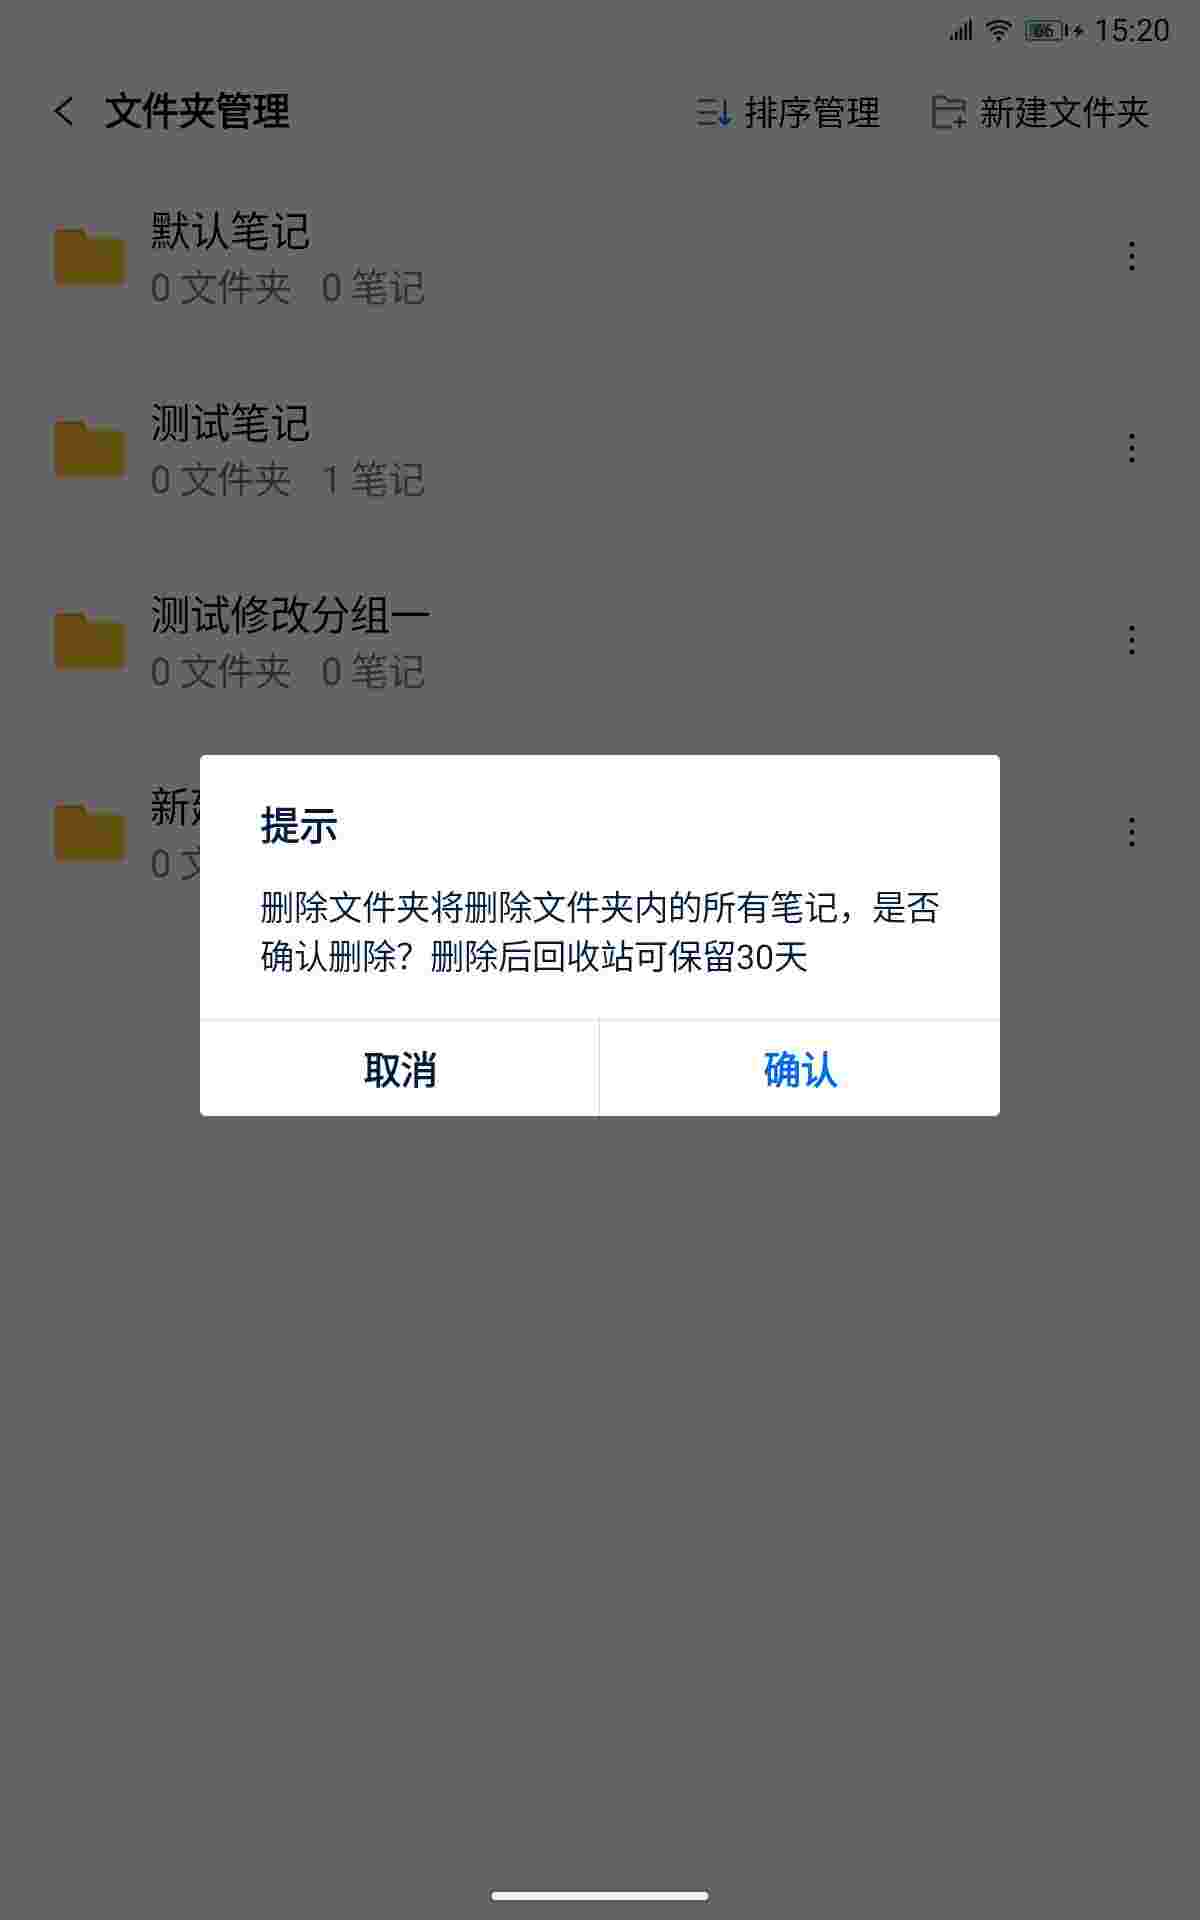 15:20
文件夹管理 排序管理 新建文件夹
默认笔记
0 文件夹 0 笔记
测试笔记
0 文件夹 1 笔记
测试修改分组一
0 文件夹 0 笔记
新
0
提示
删除文件夹将删除文件夹内的所有笔记，是否
确认删除？删除后回收站可保留30天
取消 确认